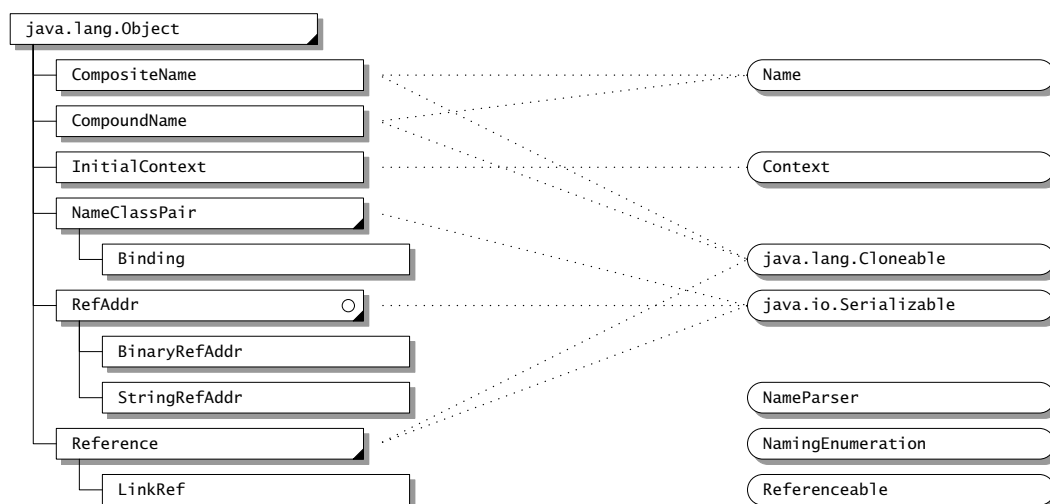 java.lang.Object
CompositeName
Name
CompoundName
InitialContext
Context
NameClassPair
Binding
java.lang.Cloneable
RefAddr
java.io.Serializable
BinaryRefAddr
StringRefAddr
NameParser
Reference
NamingEnumeration
LinkRef
Referenceable